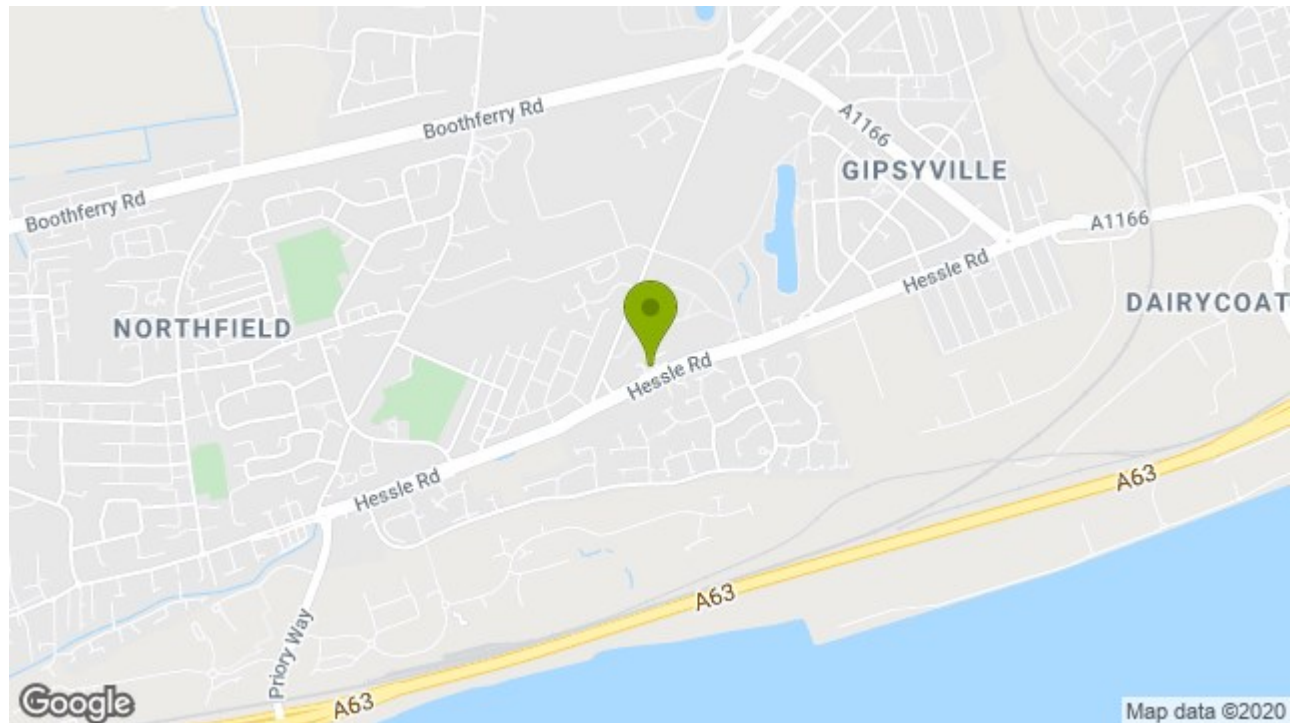 Boothferry Rd
A1166
GIPSYVILLE
Boothferry Rd
A1166
Hessle Rd
DAIRYCOAT
NORTHFIELD
Hessle Rd
A63
Hessle Rd
A63
Priory Way
A63
Google
Map data ©2020